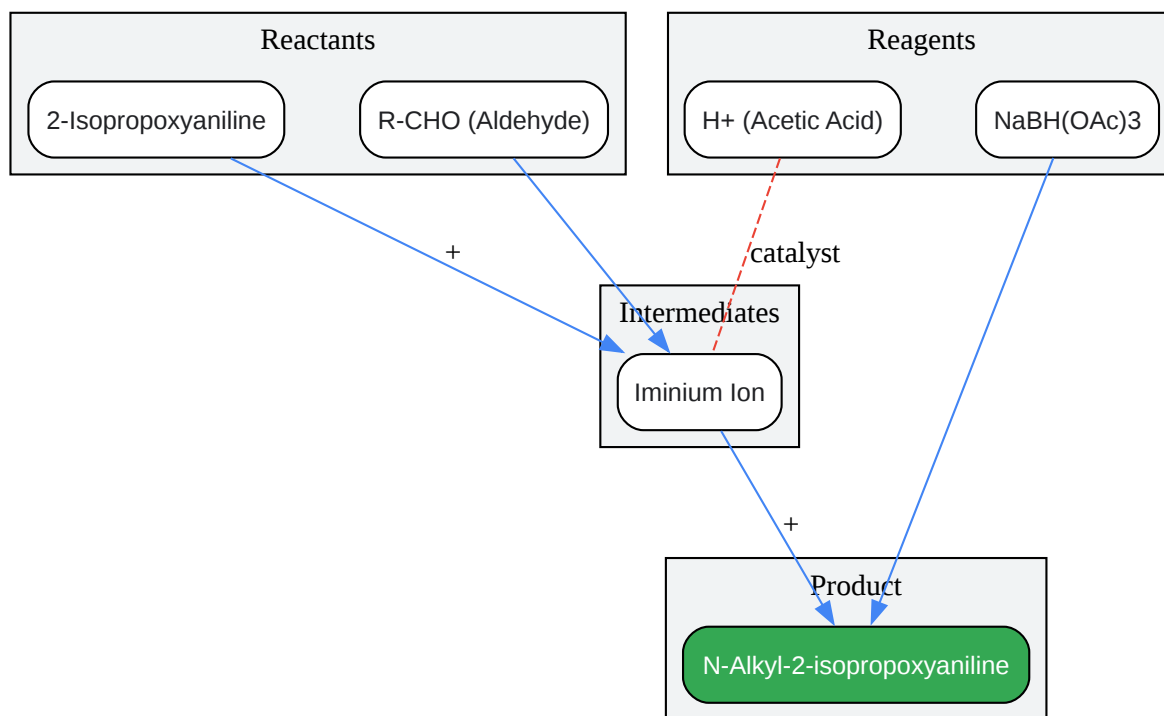 Reactants
Reagents
2-Isopropoxyaniline
R-CHO (Aldehyde)
H+ (Acetic Acid)
NaBH(OAc)3
+
catalyst
Intermediates
Iminium Ion
+
Product
N-Alkyl-2-isopropoxyaniline